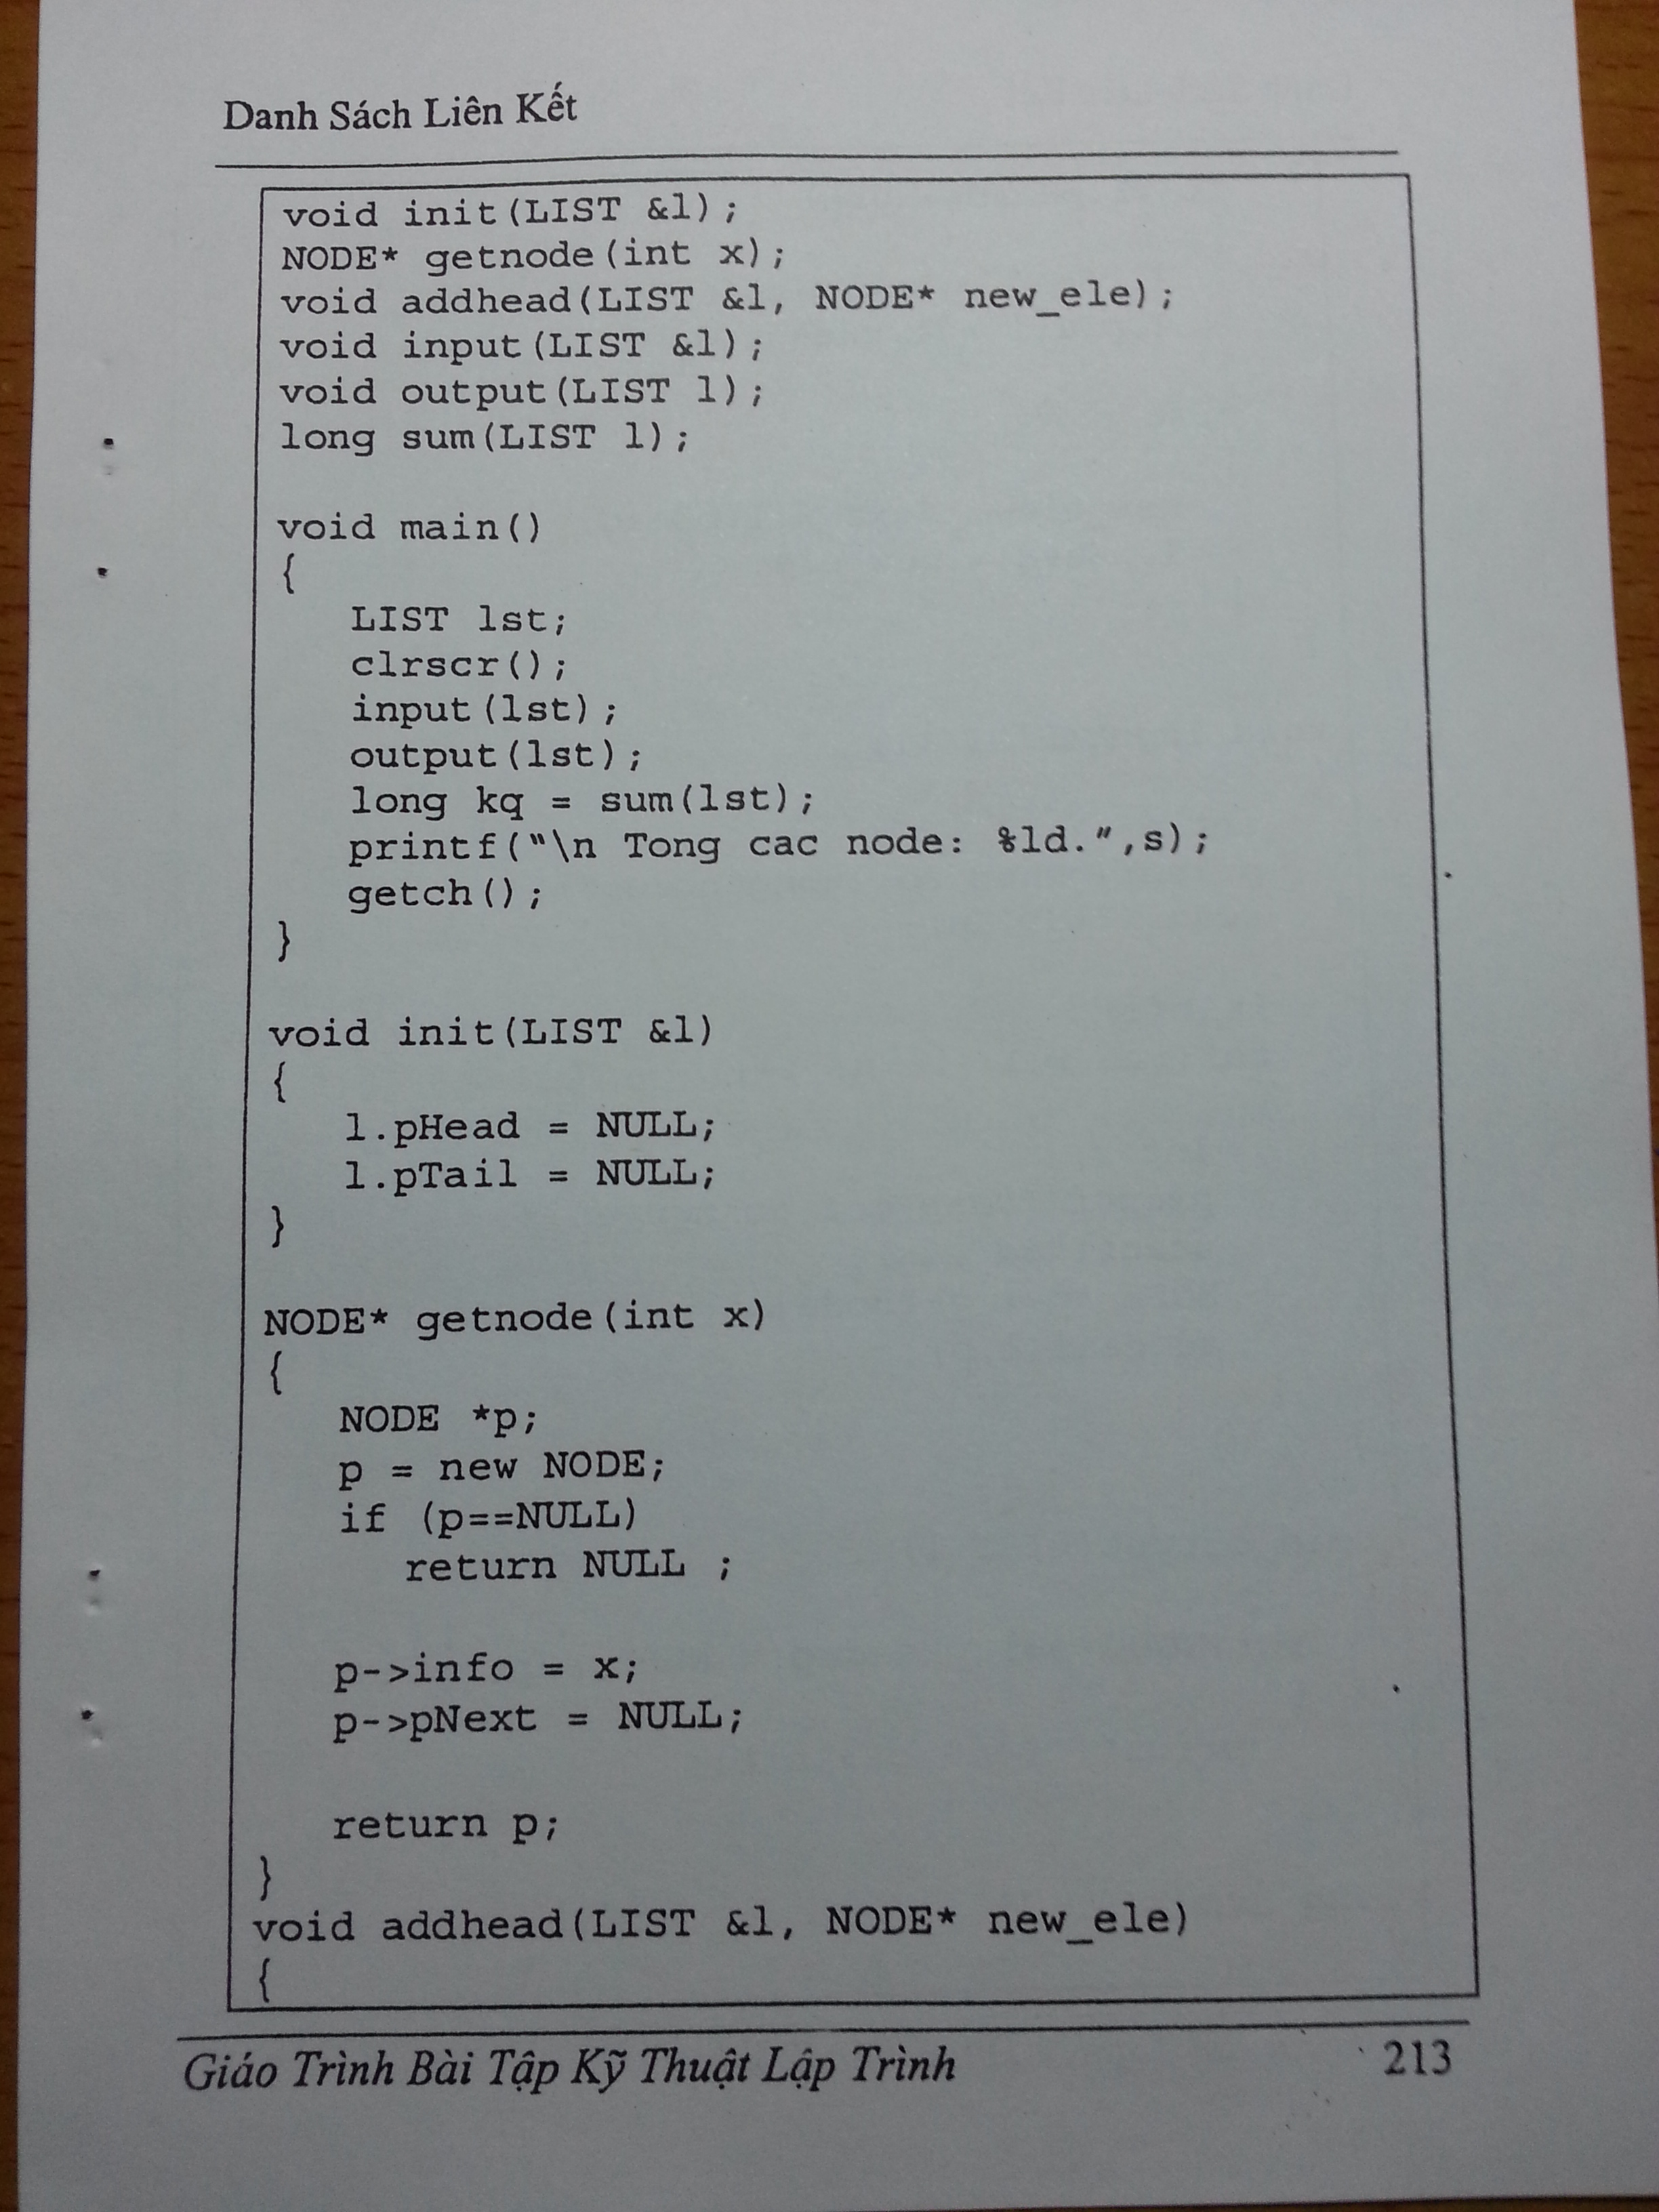 Danh Sách Liên Kết
void init(LIST &l);
NODE* getnode(int x);
void addhead(LIST &l, NODE* new_ele);
void input(LIST &l);
void output(LIST l);
long sum(LIST l);
void main()
{
LIST lst;
clrscr();
input(lst);
output(lst);
long kq = sum(lst);
printf("\n Tong cac node: %ld.",s);
getch();
}
void init(LIST &l)
{
l.pHead = NULL;
l.pTail = NULL;
}
NODE* getnode(int x)
{
NODE *p;
p = new NODE;
if (p==NULL)
return NULL ;
p->info = x;
p->pNext = NULL;
return p;
}
void addhead(LIST &l, NODE* new_ele)
{
Giáo Trình Bài Tập Kỹ Thuật Lập Trình 213